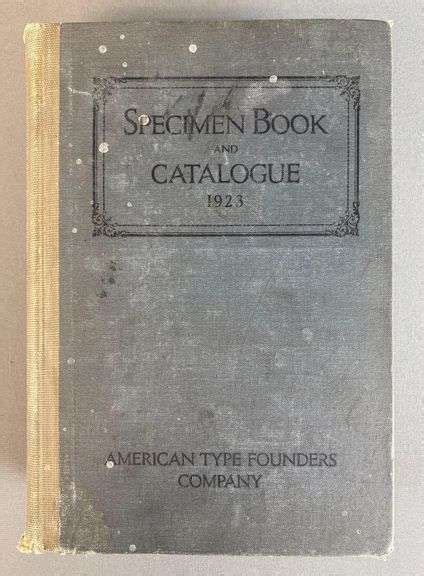 SPECIMEN BOOK
AND
CATALOGUE
1923
AMERICAN TYPE FOUNDERS
COMPANY